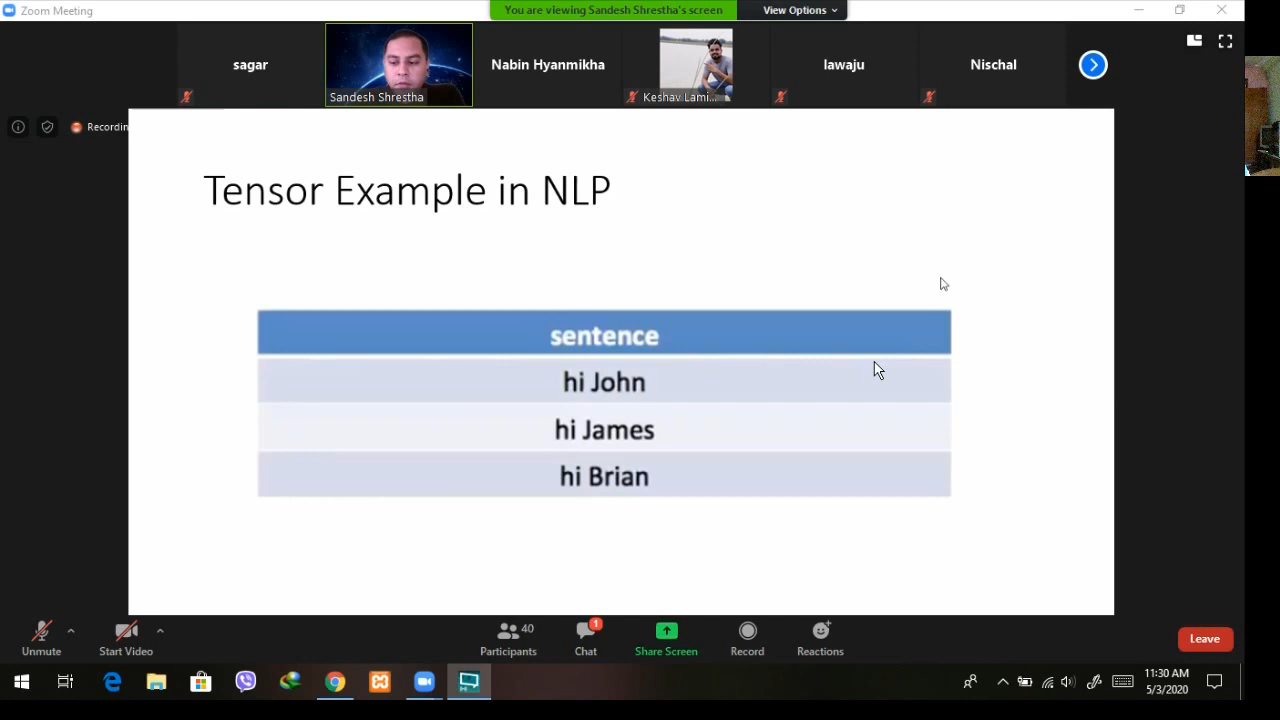 Zoom Meeting
You are viewing Sandesh Shrestha's screen
View Options
sagar
Sandesh Shrestha
Nabin Hyanmikha
Keshav Lami...
lawaju
Nischal
Recordin
Tensor Example in NLP
sentence
hi John
hi James
hi Brian
Unmute
Start Video
40
Participants
1
Chat
Share Screen
Record
Reactions
Leave
11:30 AM
5/3/2020